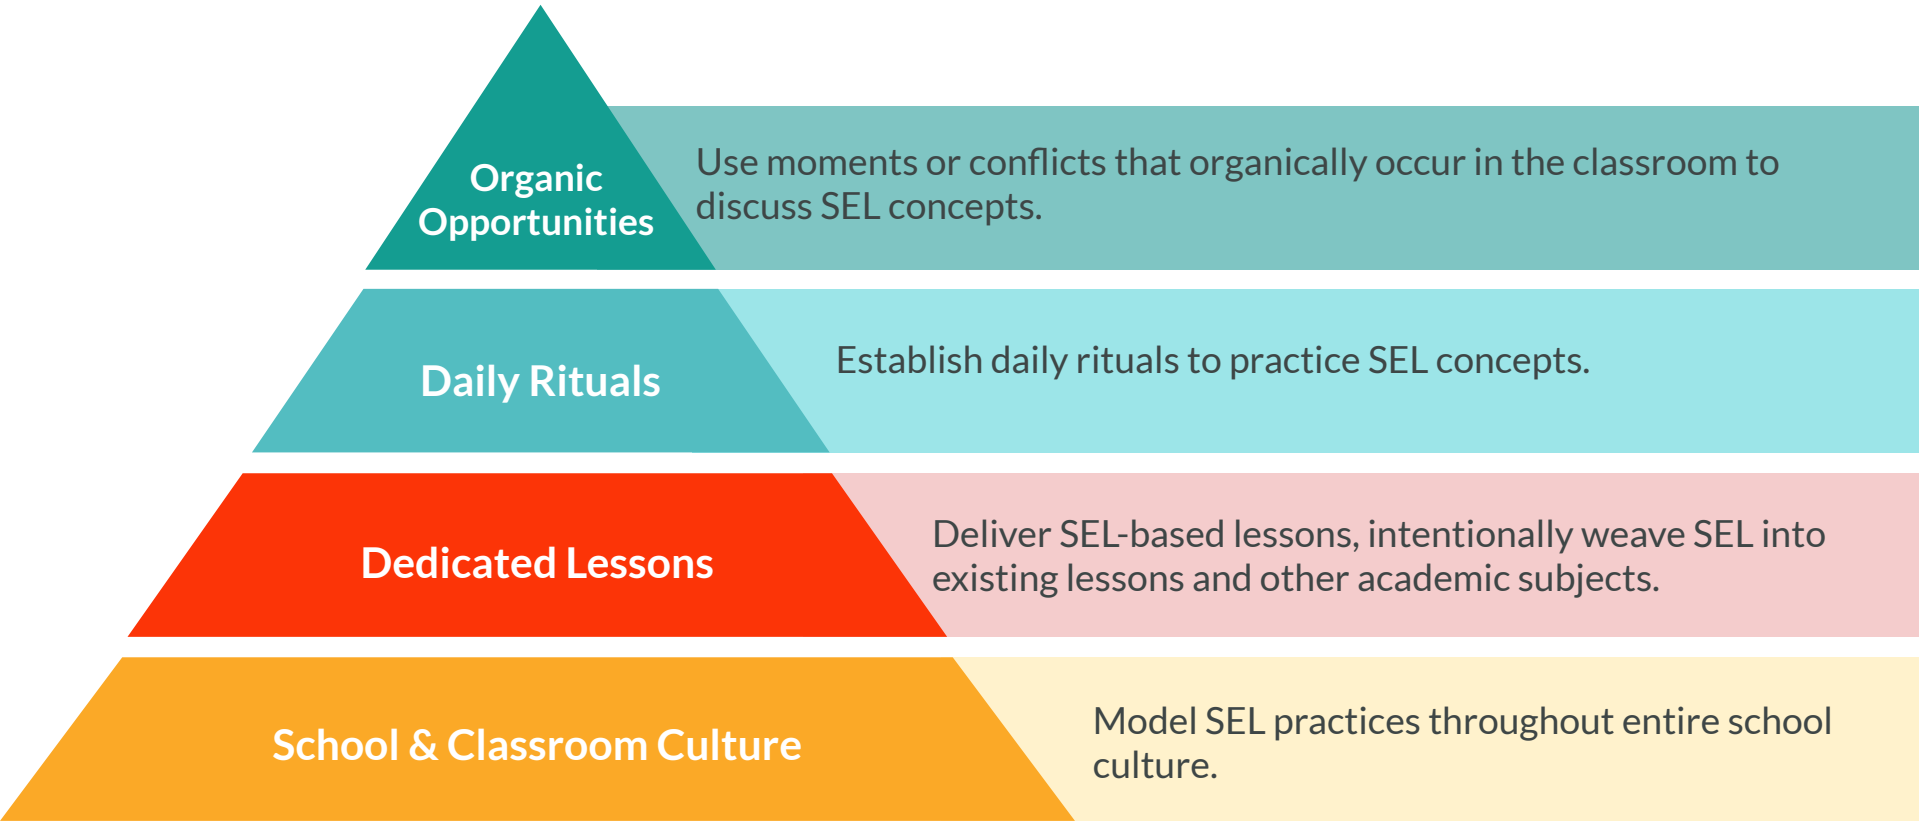 Organic
Opportunities
Use moments or conflicts that organically occur in the classroom to
discuss SEL concepts.
Daily Rituals
Establish daily rituals to practice SEL concepts.
Dedicated Lessons
Deliver SEL-based lessons, intentionally weave SEL into
existing lessons and other academic subjects.
School & Classroom Culture
Model SEL practices throughout entire school
culture.